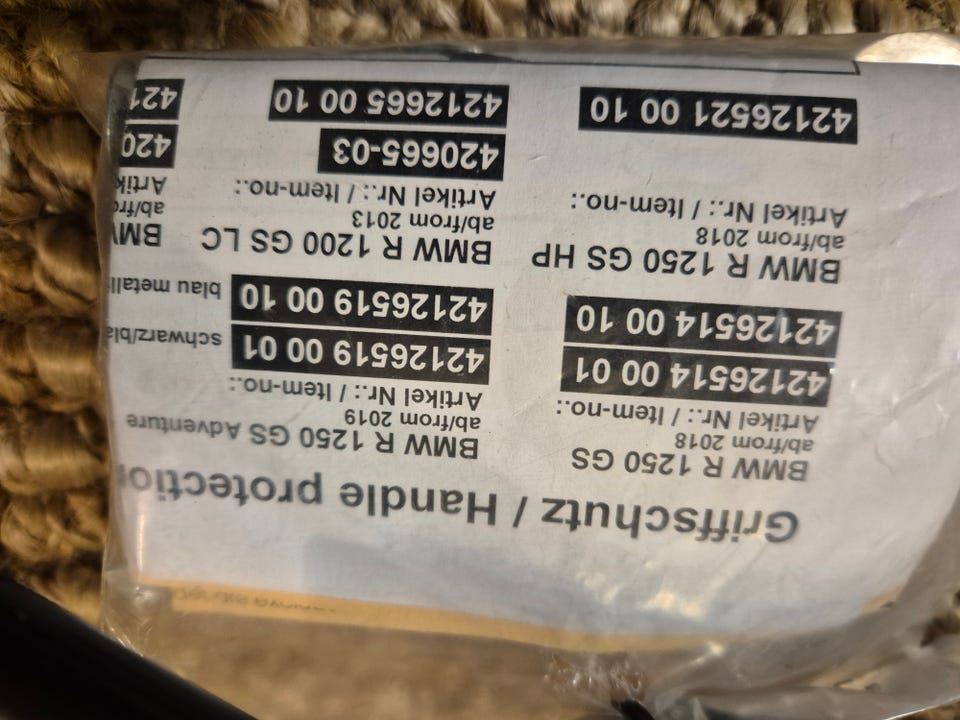 Griffschutz / Handle protection
BMW R 1250 GS
ab/from 2018
Artikel Nr.: / Item-no.:
42126514 00 01
42126514 00 10
BMW R 1250 GS Adventure
ab/from 2019
Artikel Nr.: / Item-no.:
42126519 00 01 schwarz/bla
42126519 00 10 blau metalli
BMW R 1250 GS HP
ab/from 2018
Artikel Nr.: / Item-no.:
42126521 00 10
BMW R 1200 GS LC
ab/from 2013
Artikel Nr.: / Item-no.:
420665-03
4212665 00 10
BMW
ab/fr
Artik
420
421